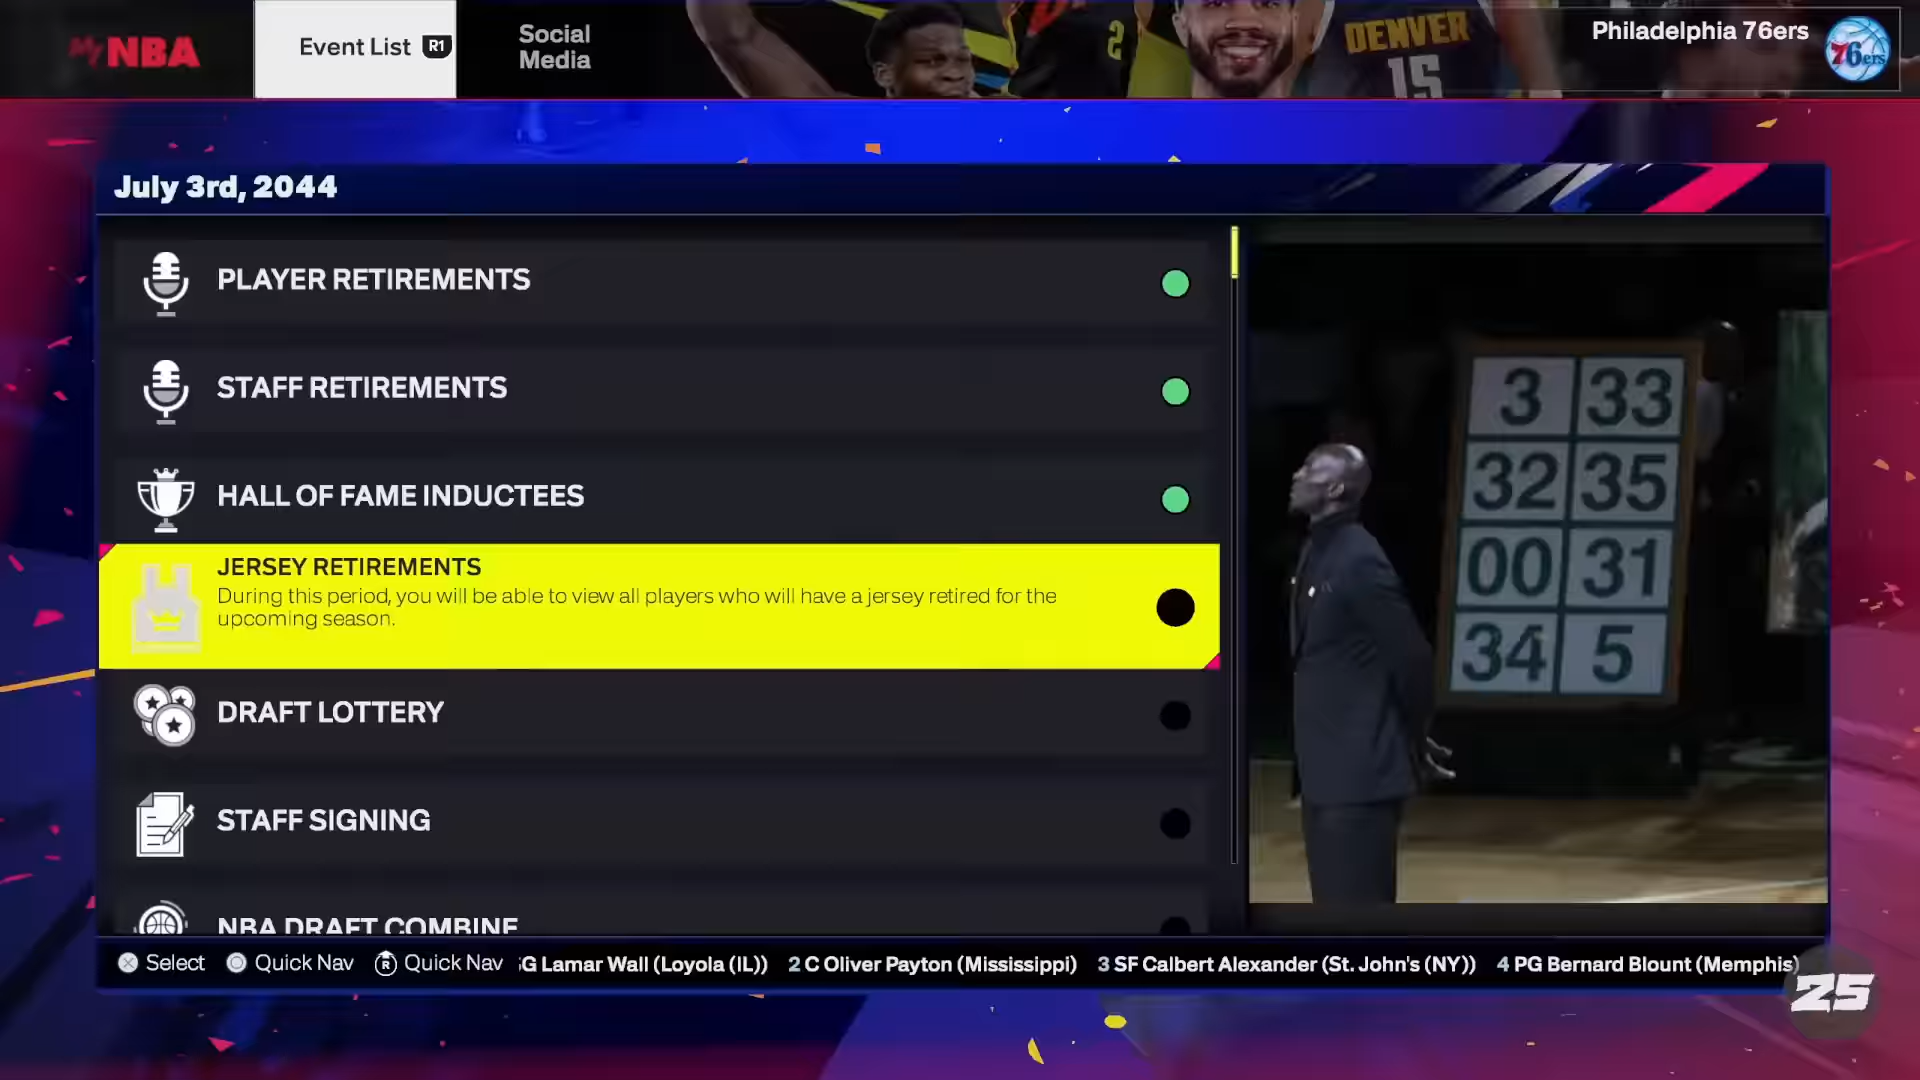 MyNBA
Event List R1
Social
Media
2
DENVER
15
Philadelphia 76ers
76ers
July 3rd, 2044
PLAYER RETIREMENTS
STAFF RETIREMENTS
HALL OF FAME INDUCTEES
JERSEY RETIREMENTS
During this period, you will be able to view all players who will have a jersey retired for the
upcoming season.
DRAFT LOTTERY
STAFF SIGNING
NBA DRAFT COMBINE
3 33
32 35
00 31
34 5
Select Quick Nav R Quick Nav G Lamar Wall (Loyola (IL)) 2 C Oliver Payton (Mississippi) 3 SF Calbert Alexander (St. John's (NY)) 4 PG Bernard Blount (Memphis)
25